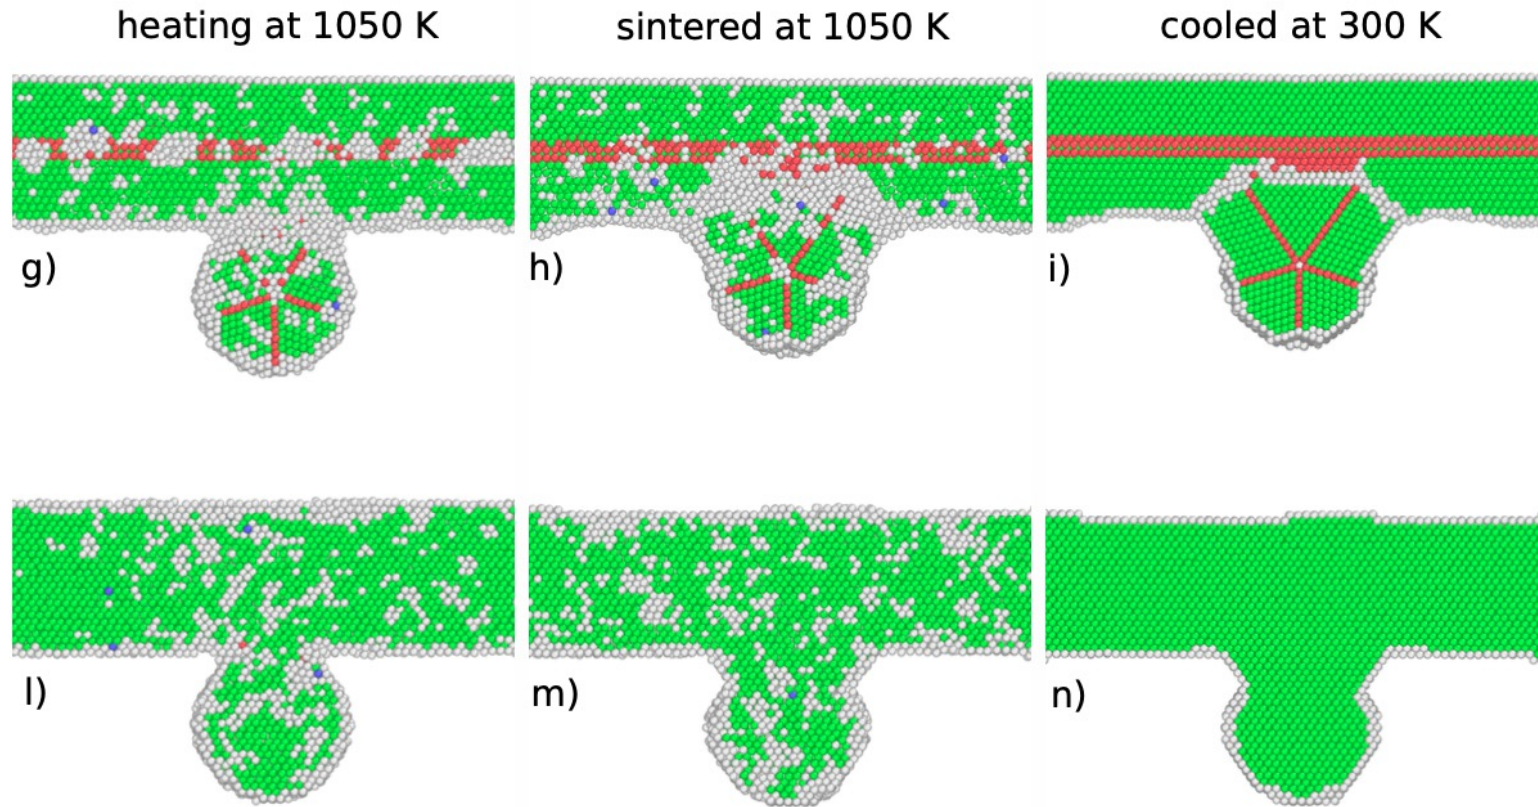 heating at 1050 K
sintered at 1050 K
cooled at 300 K
g)
h)
i)
l)
m)
n)